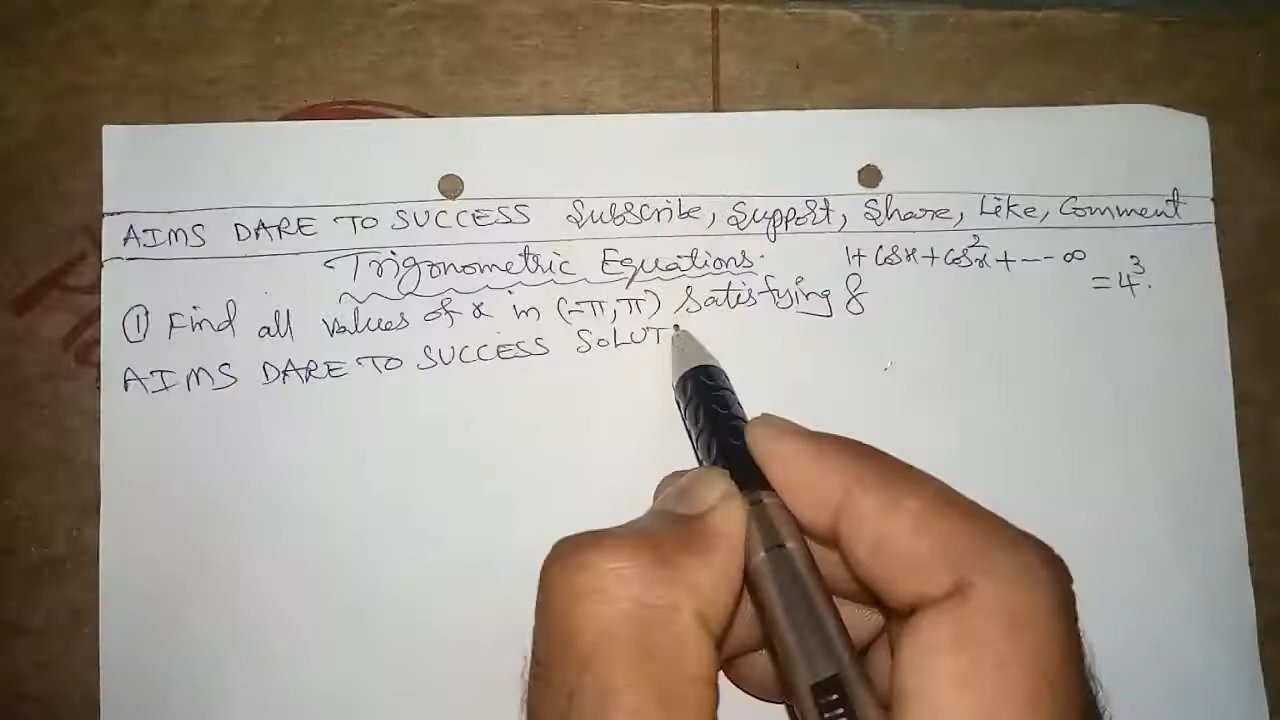 AIMS DARE TO SUCCESS Subscribe, Support, Share, Like, Comment
Trigonometric Equations.
① Find all values of x in (-π, π) satisfying 8^(1+cosx+cos²x+---∞) = 4³.
AIMS DARE TO SUCCESS SOLUT